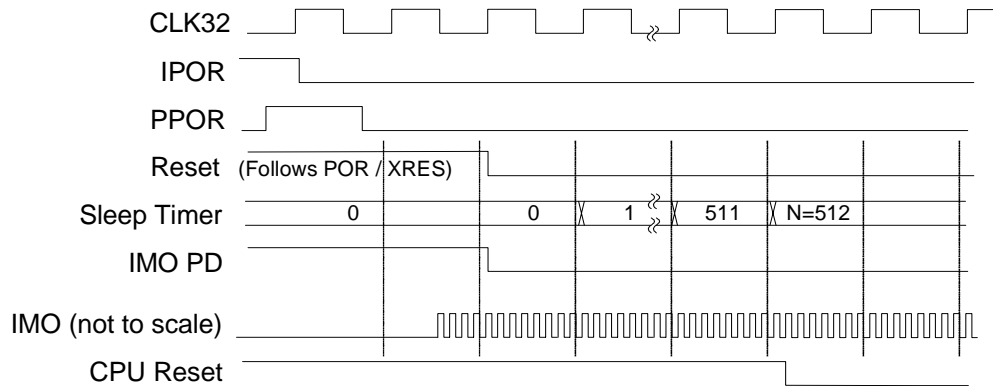 CLK32
IPOR
PPOR
Reset (Follows POR / XRES)
Sleep Timer 0 0 1 511 N=512
IMO PD
IMO (not to scale)
CPU Reset